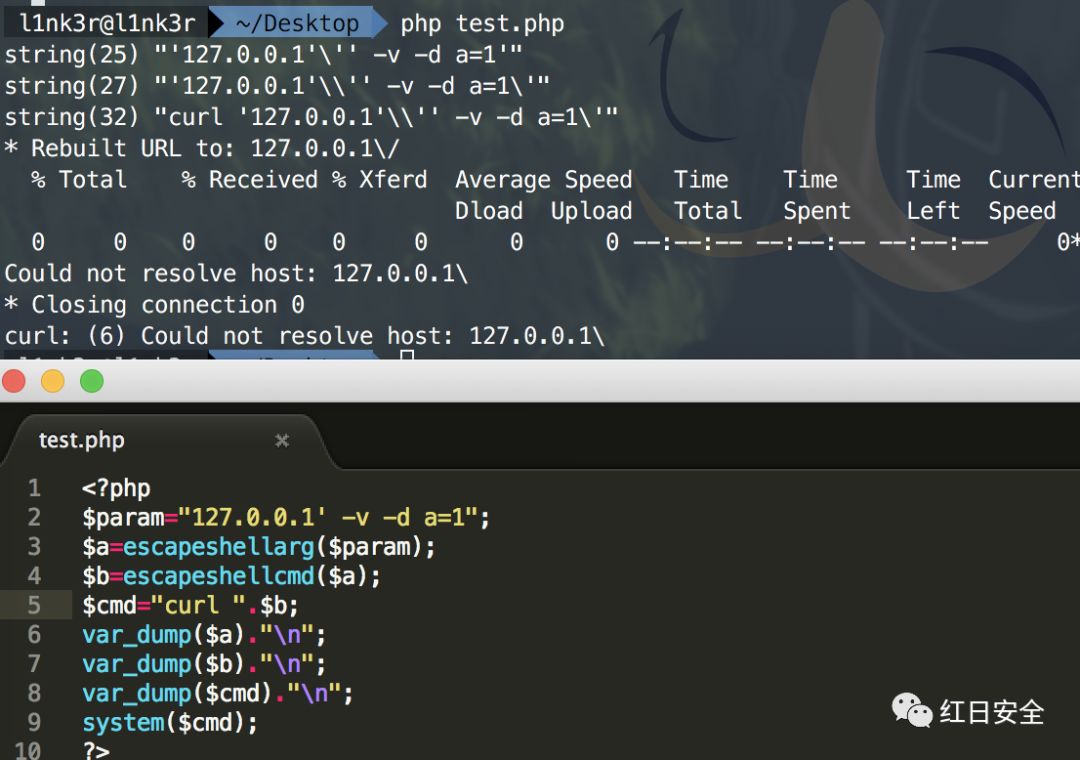 l1nk3r@l1nk3r ~/Desktop php test.php
string(25) "'127.0.0.1'\'' -v -d a=1'"
string(27) "'127.0.0.1'\\'' -v -d a=1\'"
string(32) "curl '127.0.0.1'\\'' -v -d a=1\'"
* Rebuilt URL to: 127.0.0.1\/
% Total % Received % Xferd Average Speed Time Time Time Current
Dload Upload Total Spent Left Speed
0 0 0 0 0 0 0 0 --:--:-- --:--:-- --:--:-- 0*
Could not resolve host: 127.0.0.1\
* Closing connection 0
curl: (6) Could not resolve host: 127.0.0.1\
test.php ×
1 <?php
2 $param="127.0.0.1' -v -d a=1";
3 $a=escapeshellarg($param);
4 $b=escapeshellcmd($a);
5 $cmd="curl ".$b;
6 var_dump($a)."\n";
7 var_dump($b)."\n";
8 var_dump($cmd)."\n";
9 system($cmd);
10 ?>
红日安全